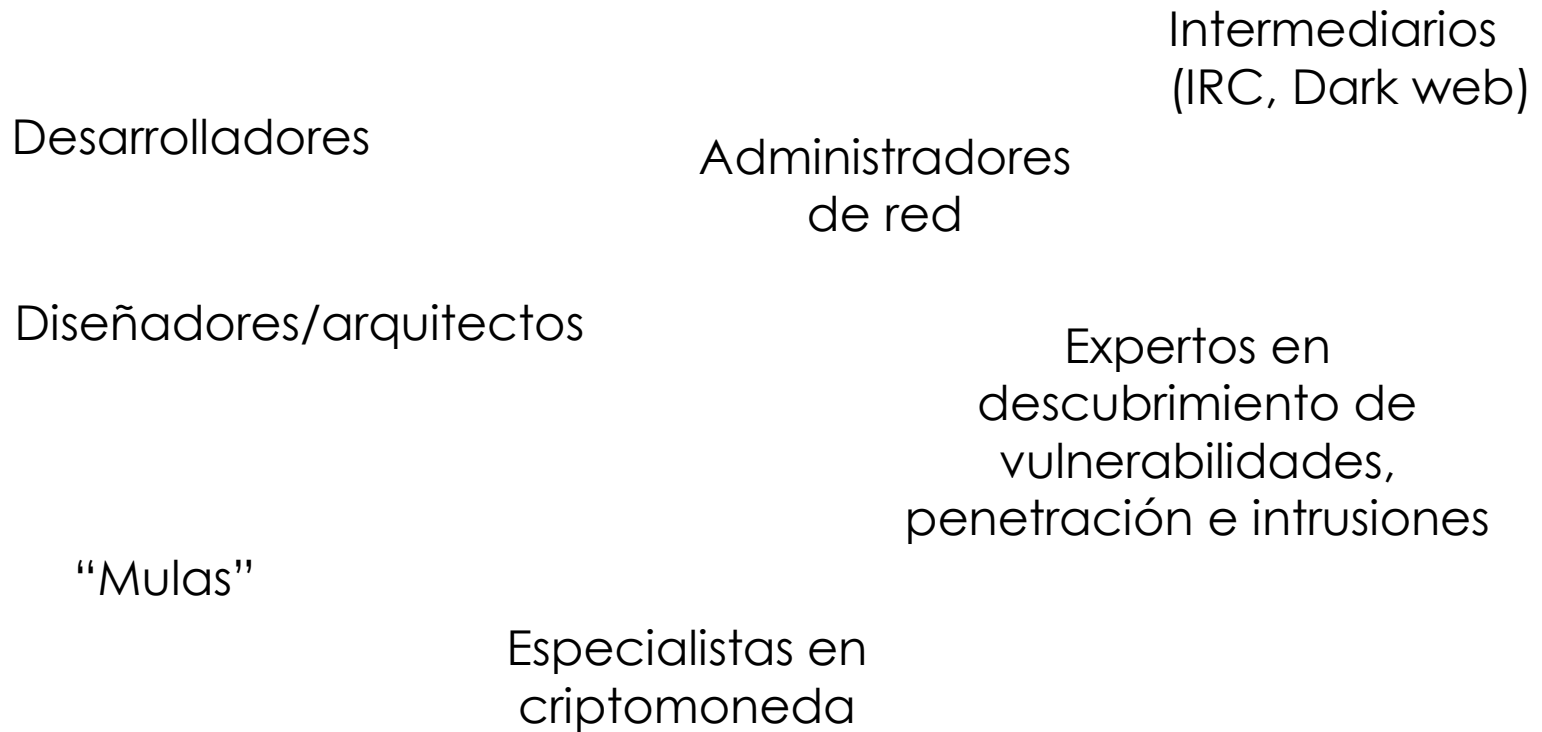 Intermediarios
(IRC, Dark web)
Desarrolladores
Administradores
de red
Diseñadores/arquitectos
Expertos en
descubrimiento de
vulnerabilidades,
penetración e intrusiones
“Mulas”
Especialistas en
criptomoneda